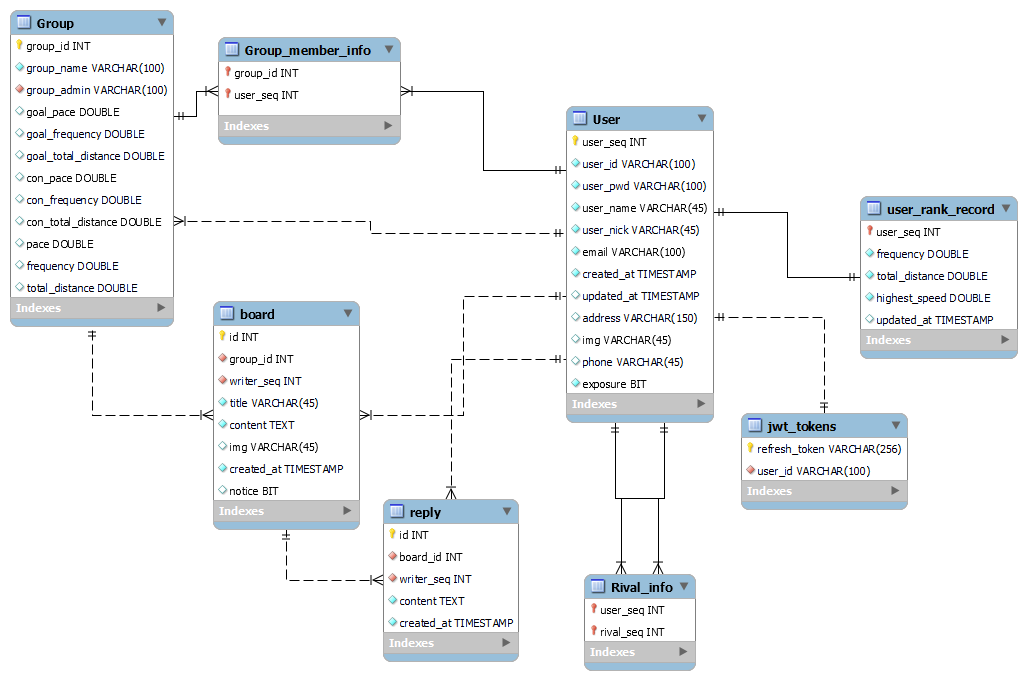 Group
group_id INT
group_name VARCHAR(100)
group_admin VARCHAR(100)
goal_pace DOUBLE
goal_frequency DOUBLE
goal_total_distance DOUBLE
con_pace DOUBLE
con_frequency DOUBLE
con_total_distance DOUBLE
pace DOUBLE
frequency DOUBLE
total_distance DOUBLE
Indexes
Group_member_info
group_id INT
user_seq INT
Indexes
User
user_seq INT
user_id VARCHAR(100)
user_pwd VARCHAR(100)
user_name VARCHAR(45)
user_nick VARCHAR(45)
email VARCHAR(100)
created_at TIMESTAMP
updated_at TIMESTAMP
address VARCHAR(150)
img VARCHAR(45)
phone VARCHAR(45)
exposure BIT
Indexes
user_rank_record
user_seq INT
frequency DOUBLE
total_distance DOUBLE
highest_speed DOUBLE
updated_at TIMESTAMP
Indexes
board
id INT
group_id INT
writer_seq INT
title VARCHAR(45)
content TEXT
img VARCHAR(45)
created_at TIMESTAMP
notice BIT
Indexes
jwt_tokens
refresh_token VARCHAR(256)
user_id VARCHAR(100)
Indexes
reply
id INT
board_id INT
writer_seq INT
content TEXT
created_at TIMESTAMP
Indexes
Rival_info
user_seq INT
rival_seq INT
Indexes